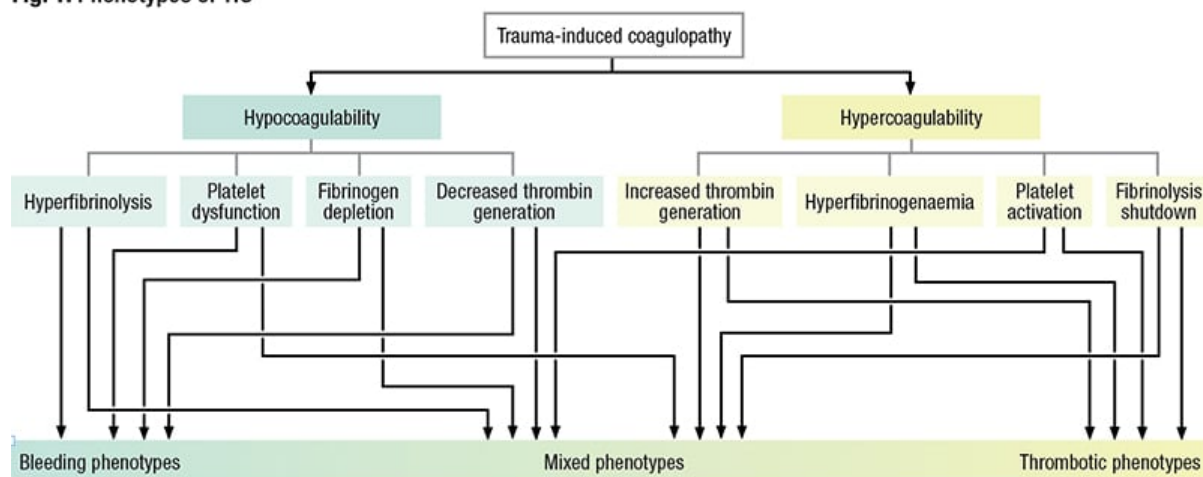 Trauma-induced coagulopathy
Hypocoagulability
Hypercoagulability
Hyperfibrinolysis
Platelet
dysfunction
Fibrinogen
depletion
Decreased thrombin
generation
Increased thrombin
generation
Hyperfibrinogenaemia
Platelet
activation
Fibrinolysis
shutdown
Bleeding phenotypes
Mixed phenotypes
Thrombotic phenotypes